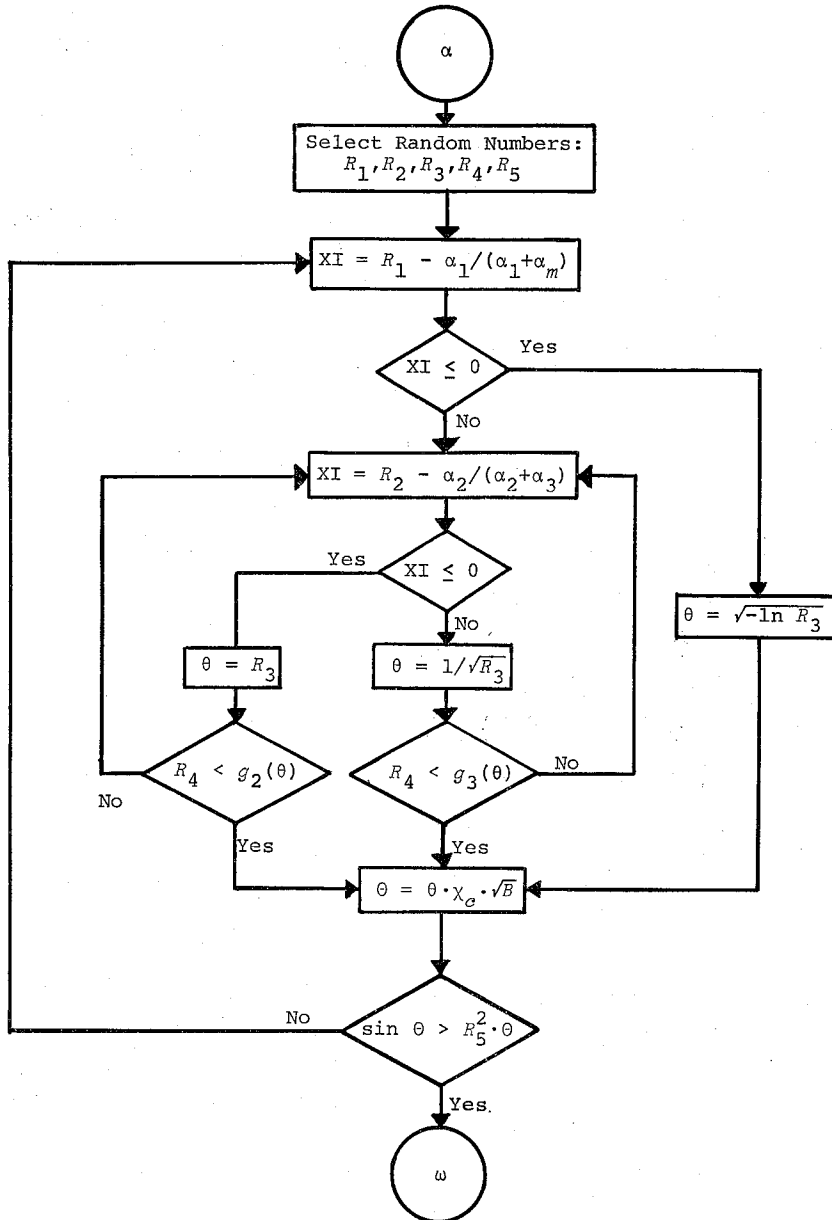 α
Select Random Numbers:
R₁,R₂,R₃,R₄,R₅
XI = R₁ - α₁/(α₁+αₘ)
XI ≤ 0
Yes
No
XI = R₂ - α₂/(α₂+α₃)
XI ≤ 0
Yes
No
θ = √-ln R₃
θ = R₃
θ = 1/√R₃
R₄ < g₂(θ)
No
Yes
R₄ < g₃(θ)
No
Yes
Θ = θ·χ_c·√B
sin Θ > R₅²·Θ
No
Yes.
ω